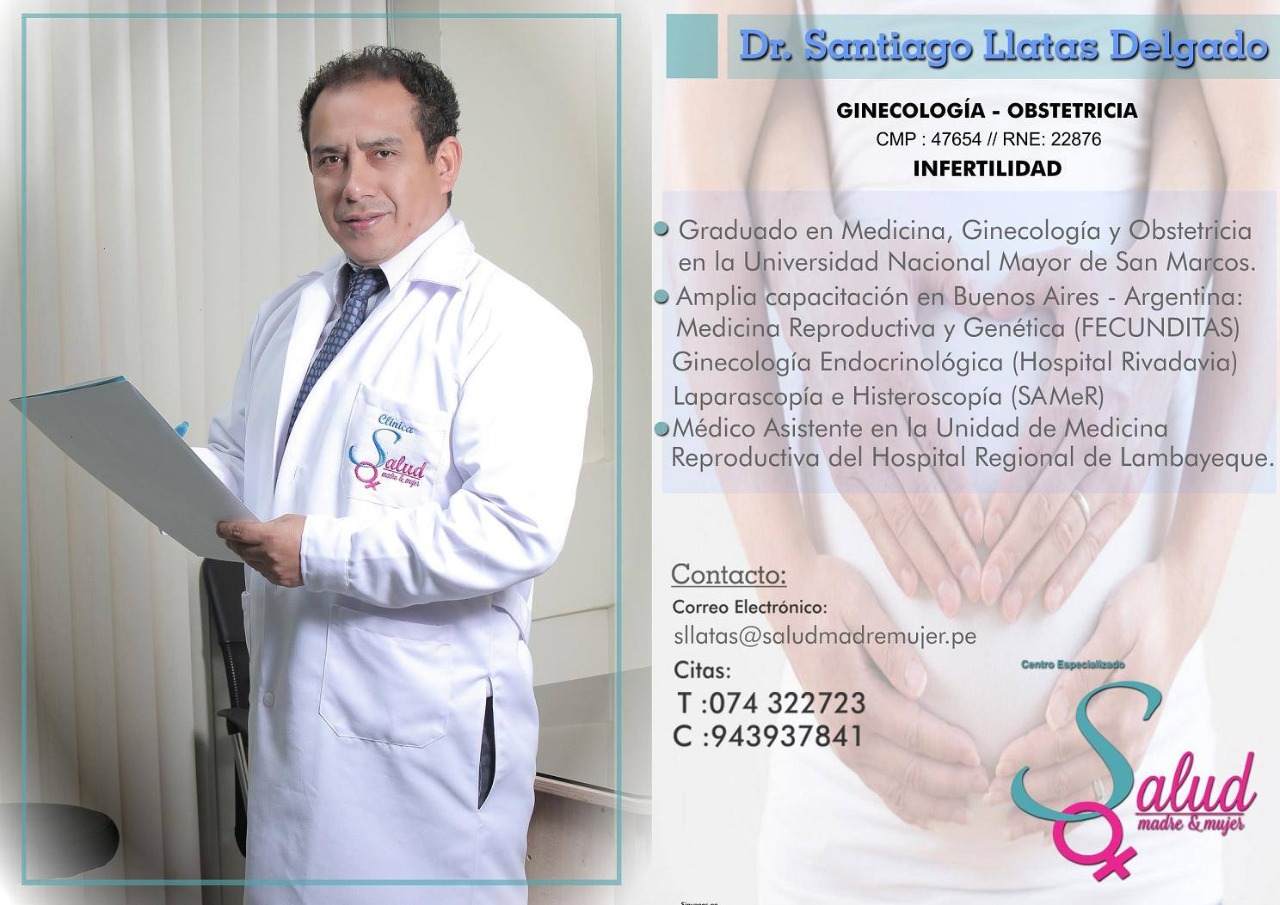 Dr. Santiago Llatas Delgado
GINECOLOGÍA - OBSTETRICIA
CMP : 47654 // RNE: 22876
INFERTILIDAD
Graduado en Medicina, Ginecología y Obstetricia
en la Universidad Nacional Mayor de San Marcos.
Amplia capacitación en Buenos Aires - Argentina:
Medicina Reproductiva y Genética (FECUNDITAS)
Ginecología Endocrinológica (Hospital Rivadavia)
Laparascopía e Histeroscopía (SAMeR)
Médico Asistente en la Unidad de Medicina
Reproductiva del Hospital Regional de Lambayeque.
Clínica
Salud
madre & mujer
Contacto:
Correo Electrónico:
sllatas@saludmadremujer.pe
Citas:
T :074 322723
C :943937841
Centro Especializado
Salud
madre & mujer